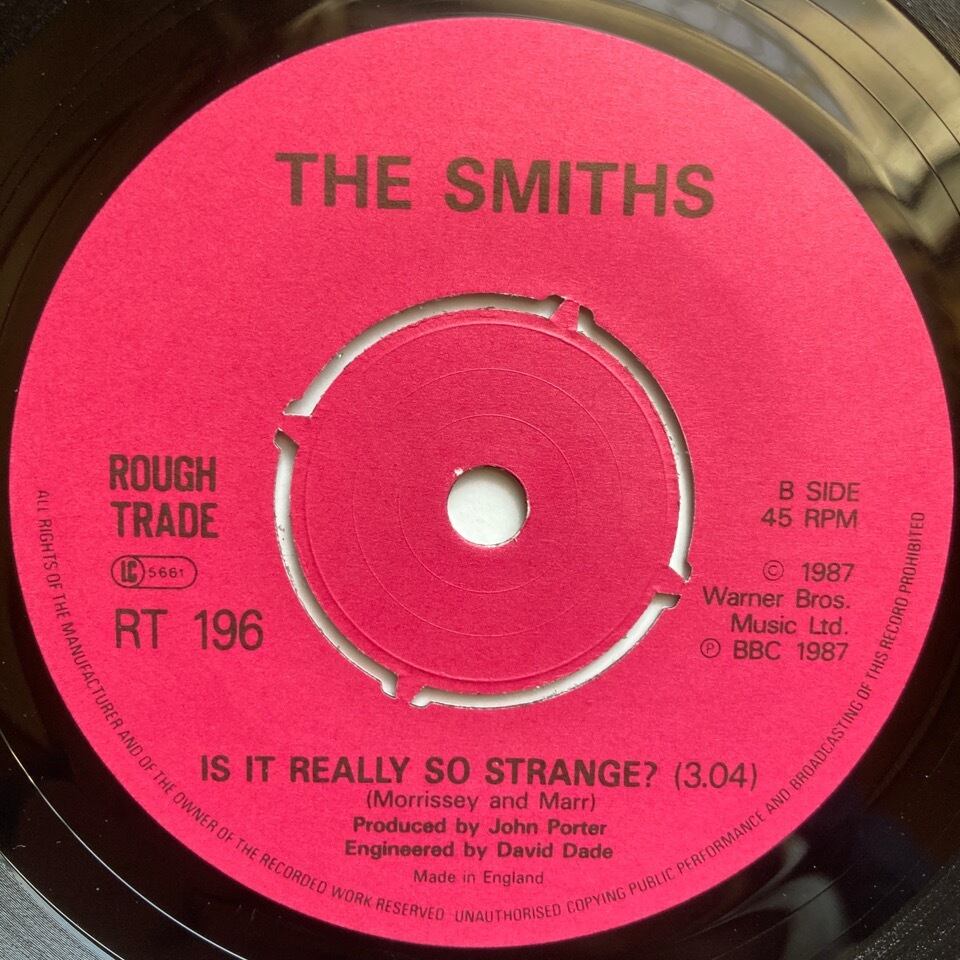 THE SMITHS
ROUGH
TRADE
LC 5661
RT 196
B SIDE
45 RPM
© 1987
Warner Bros.
Music Ltd.
℗ BBC 1987
IS IT REALLY SO STRANGE? (3.04)
(Morrissey and Marr)
Produced by John Porter
Engineered by David Dade
Made in England
ALL RIGHTS OF THE MANUFACTURER AND OF THE OWNER OF THE RECORDED WORK RESERVED UNAUTHORISED COPYING PUBLIC PERFORMANCE AND BROADCASTING OF THIS RECORD PROHIBITED